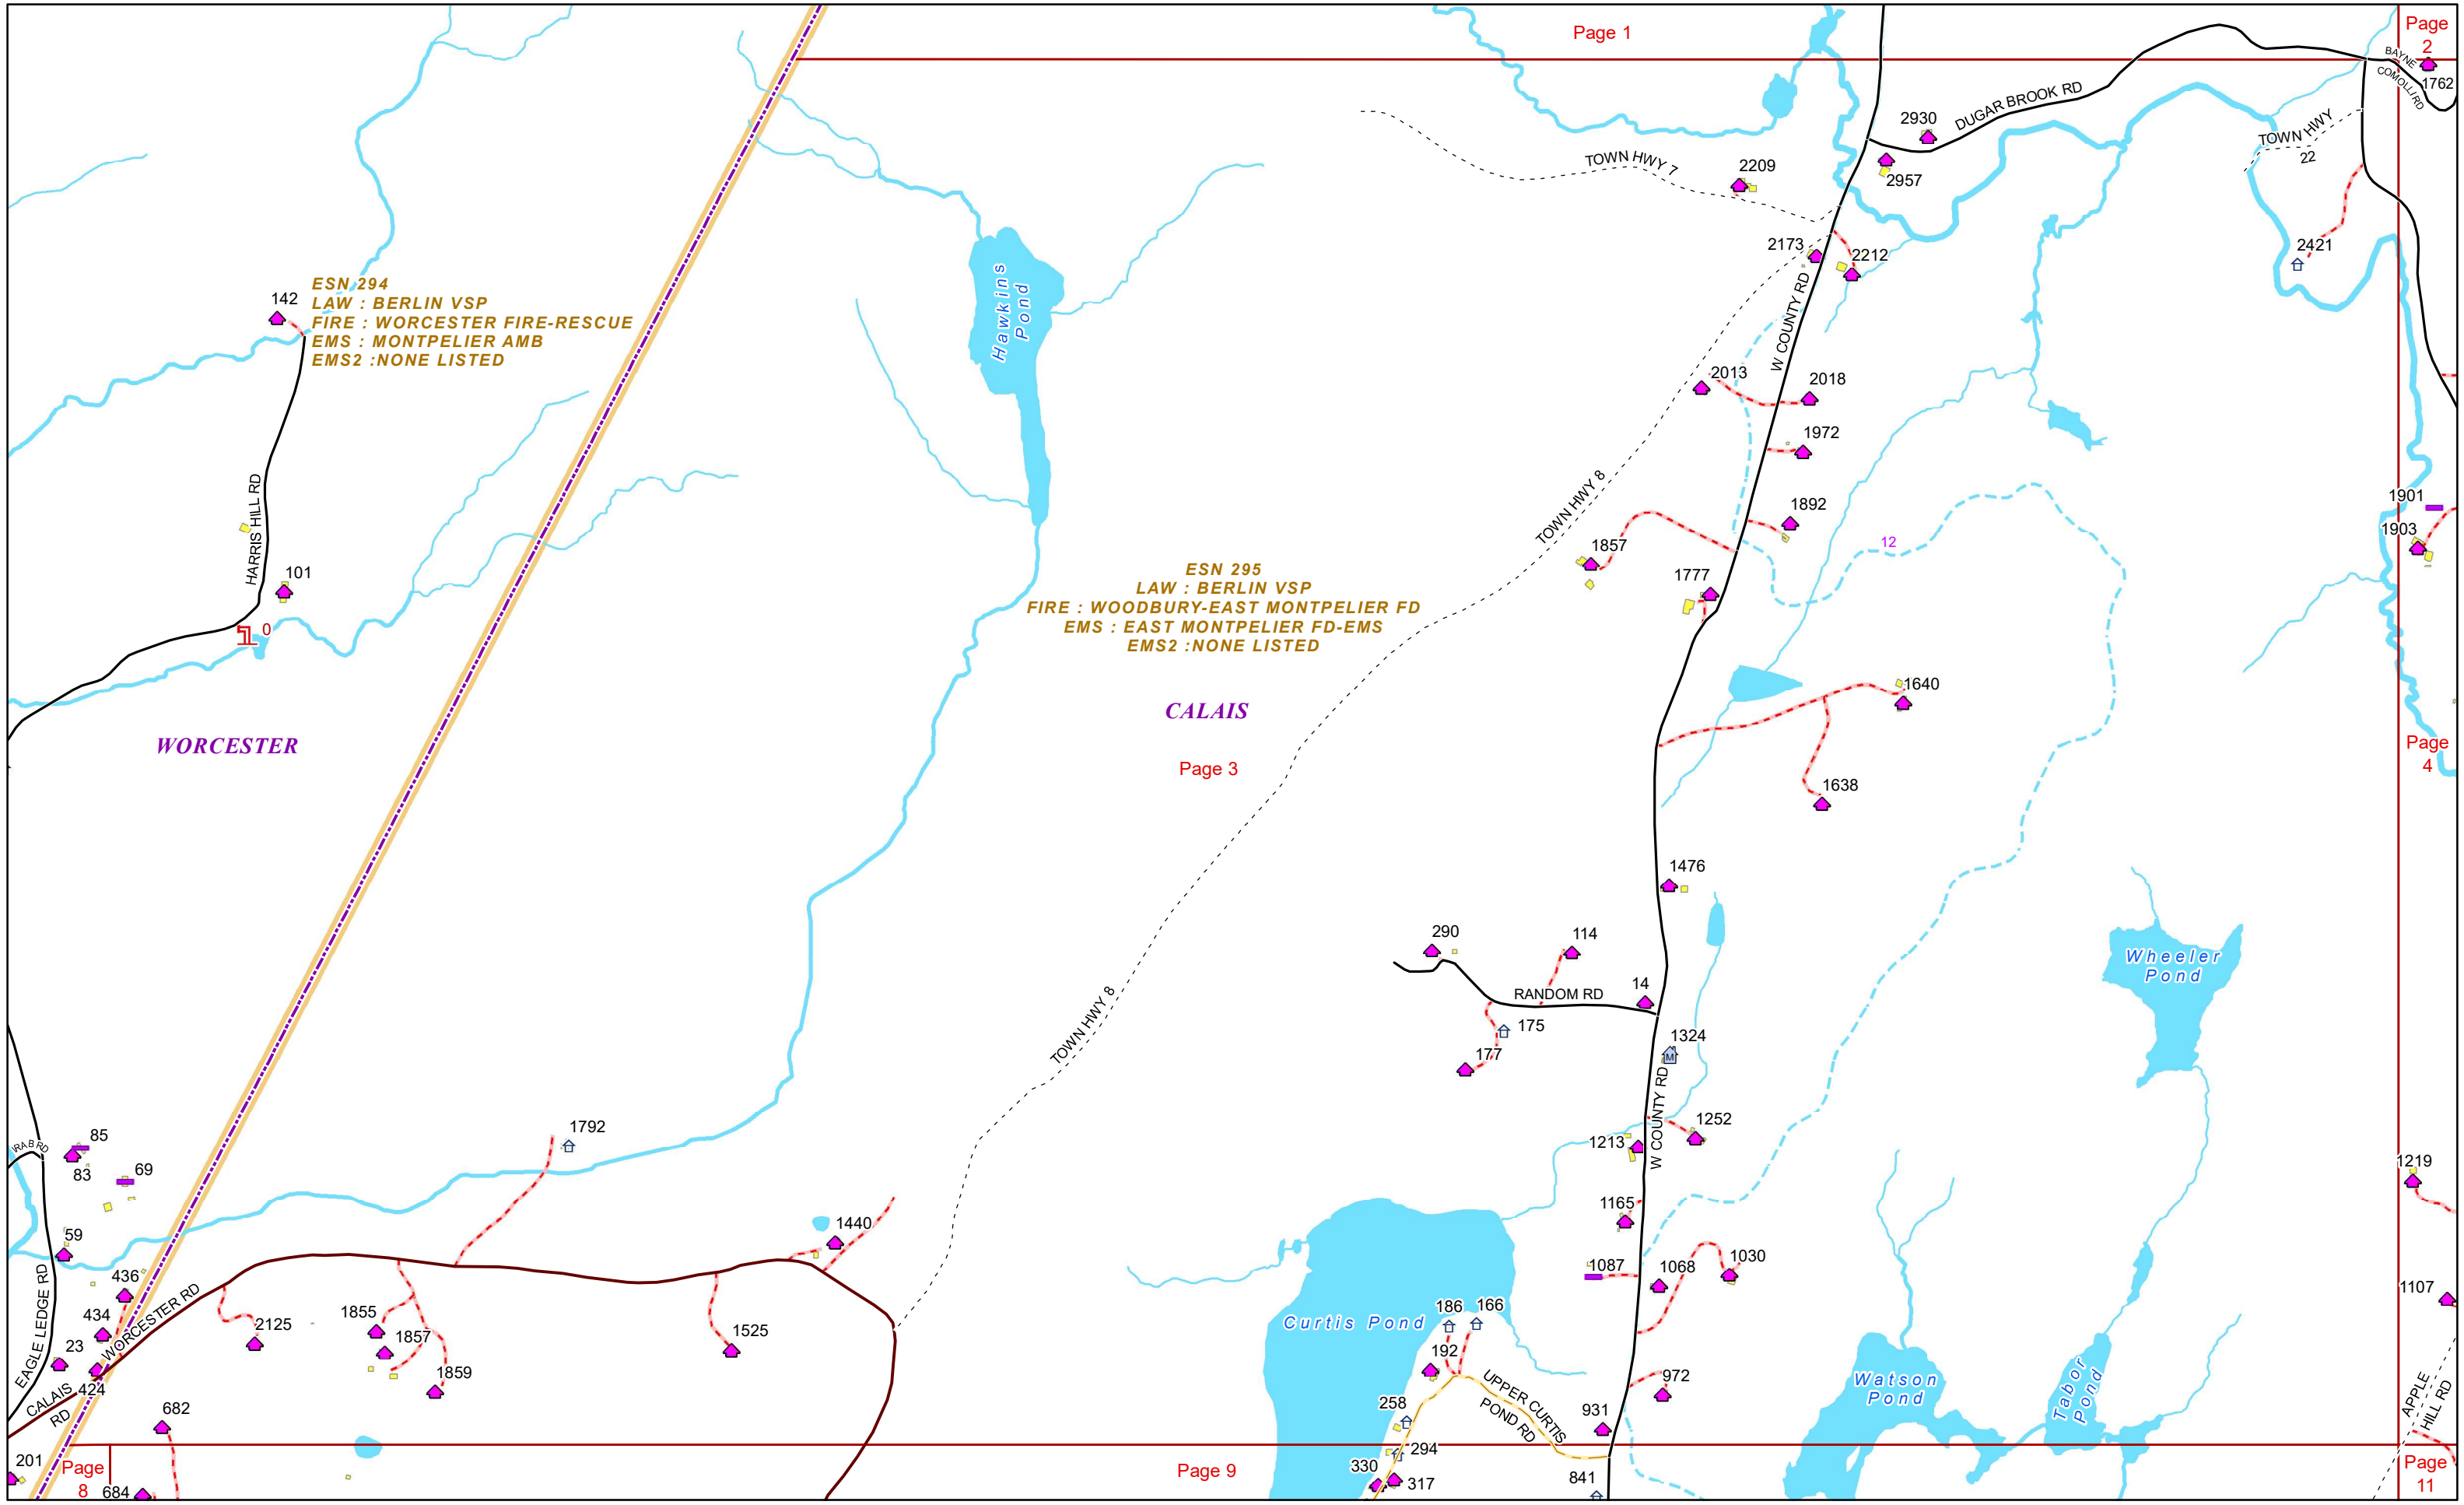 Page 1
Page
2
BAYNE
COMOLLI RD
1762
DUGAR BROOK RD
2930
2957
TOWN HWY
22
TOWN HWY 7
2209
2173
2212
2421
142
ESN 294
LAW : BERLIN VSP
FIRE : WORCESTER FIRE-RESCUE
EMS : MONTPELIER AMB
EMS2 :NONE LISTED
Hawkins
Pond
W COUNTY RD
2013
2018
1972
HARRIS HILL RD
TOWN HWY 8
1892
12
1901
1903
1857
1777
101
0
ESN 295
LAW : BERLIN VSP
FIRE : WOODBURY-EAST MONTPELIER FD
EMS : EAST MONTPELIER FD-EMS
EMS2 :NONE LISTED
1640
CALAIS
WORCESTER
Page 3
Page
4
1638
1476
290
114
14
RANDOM RD
175
177
Wheeler
Pond
TOWN HWY 8
1324
W COUNTY RD
1252
1213
1792
RAB RD
85
83
69
1219
1165
59
1440
436
434
EAGLE LEDGE RD
WORCESTER RD
1087
1068
1030
1107
23
424
CALAIS
RD
2125
1855
1857
1859
1525
Curtis Pond
186
166
192
UPPER CURTIS
POND RD
258
972
931
Watson
Pond
Tabor
Pond
APPLE
HILL RD
682
201
Page
8
684
Page 9
294
330
317
841
Page
11